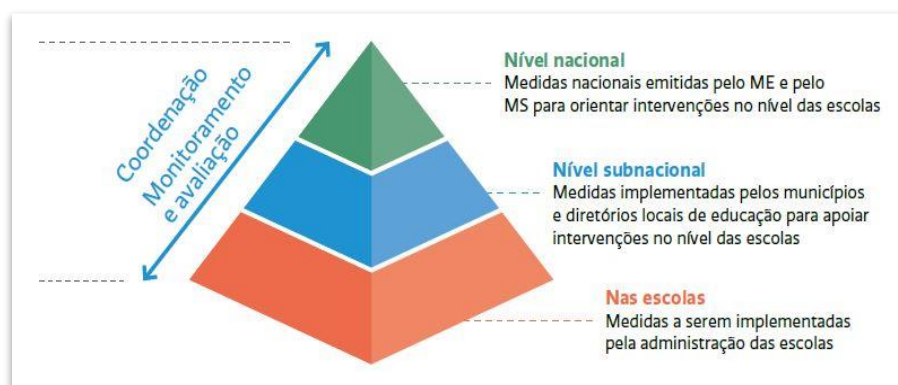 Coordenação
Monitoramento
e avaliação
Nível nacional
Medidas nacionais emitidas pelo ME e pelo
MS para orientar intervenções no nível das escolas
Nível subnacional
Medidas implementadas pelos municípios
e diretórios locais de educação para apoiar
intervenções no nível das escolas
Nas escolas
Medidas a serem implementadas
pela administração das escolas